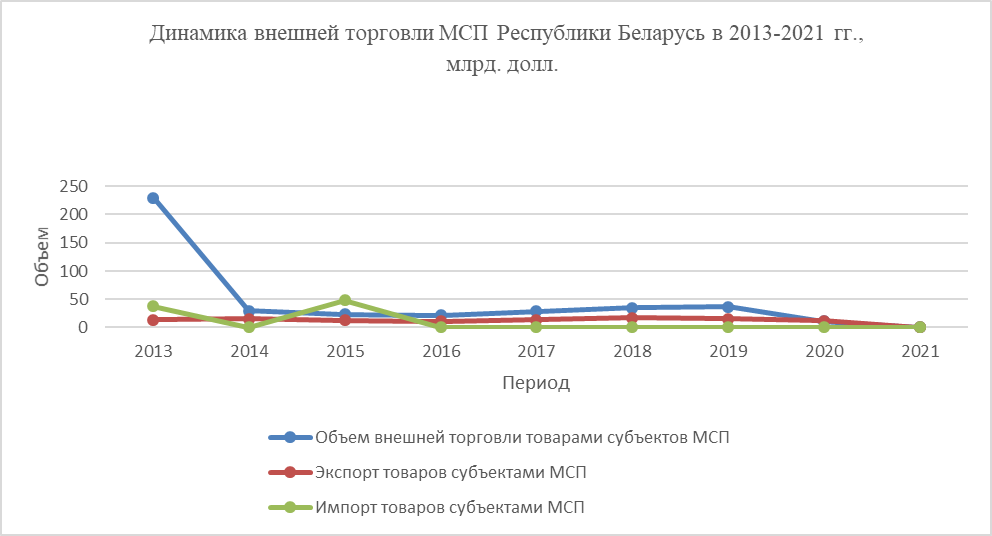 Динамика внешней торговли МСП Республики Беларусь в 2013-2021 гг.,
млрд. долл.
250
200
150
100
50
0
Объем
2013 2014 2015 2016 2017 2018 2019 2020 2021
Период
Объем внешней торговли товарами субъектов МСП
Экспорт товаров субъектами МСП
Импорт товаров субъектами МСП